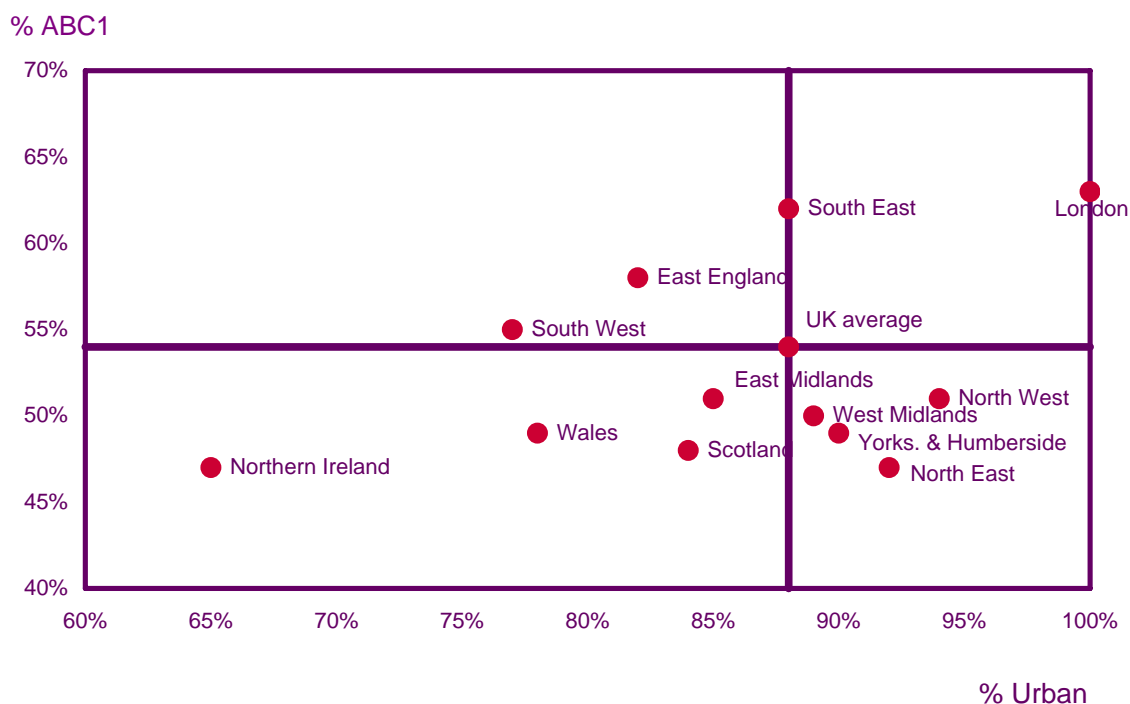 % ABC1
70%
65%
60%
55%
50%
45%
40%
South East
London
East England
South West
UK average
East Midlands
North West
West Midlands
Wales
Yorks. & Humberside
Scotland
Northern Ireland
North East
60%
65%
70%
75%
80%
85%
90%
95%
100%
% Urban